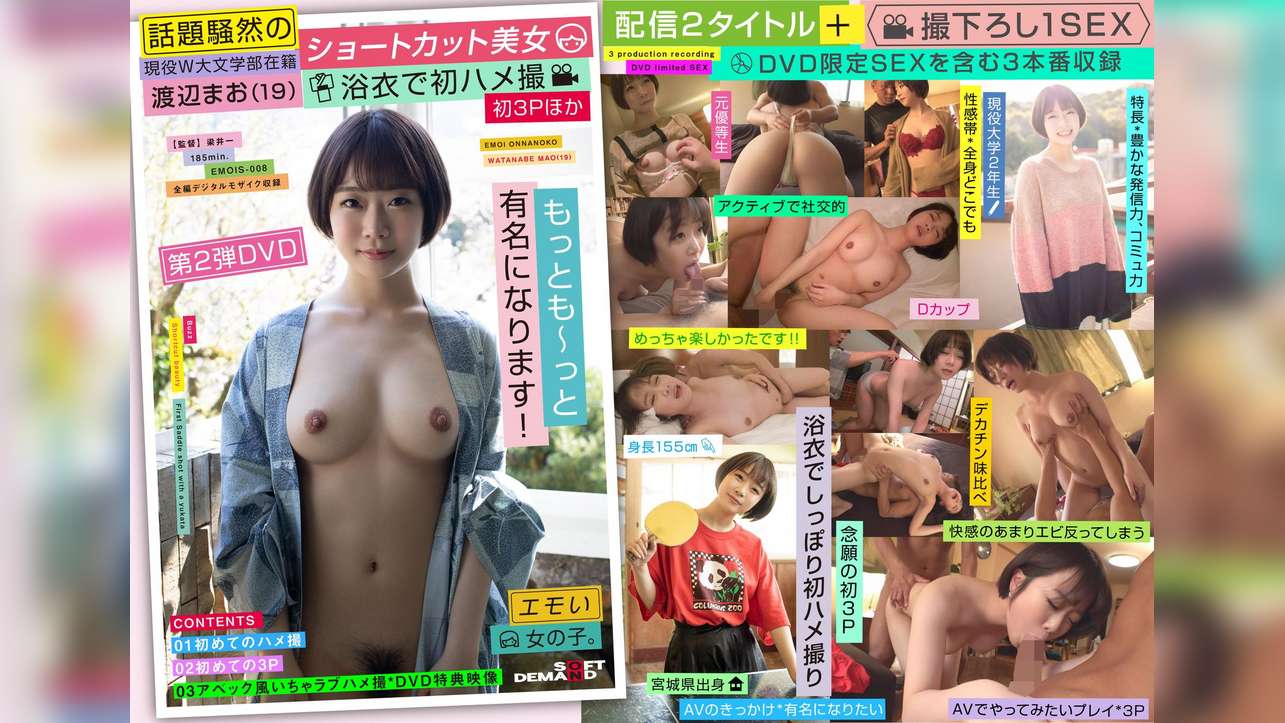 話題騒然の
現役W大文学部在籍
渡辺まお(19)
ショートカット美女
浴衣で初ハメ撮
初3Pほか
【監督】梁井一
185min.
EMOIS-008
全編デジタルモザイク収録
EMOI ONNANOKO
WATANABE MAO(19)
第2弾DVD
もっとも〜っと
有名になります!
Buzz
Shortcut beauty
First Saddle shot with a yukata
CONTENTS
01初めてのハメ撮
02初めての3P
03アベック風いちゃラブハメ撮*DVD特典映像
エモい
女の子。
SOFT
ON
DEMAND
配信2タイトル+
撮下ろし1SEX
3 production recording
DVD limited SEX
DVD限定SEXを含む3本番収録
元優等生
性感帯*全身どこでも
現役大学2年生
特長*豊かな発信力、コミュ力
アクティブで社交的
Dカップ
めっちゃ楽しかったです!!
身長155cm
浴衣でしっぽり初ハメ撮り
デカチン味比べ
快感のあまりエビ反ってしまう
念願の初3P
COLUMBUS ZOO
宮城県出身
AVのきっかけ*有名になりたい
AVでやってみたいプレイ*3P